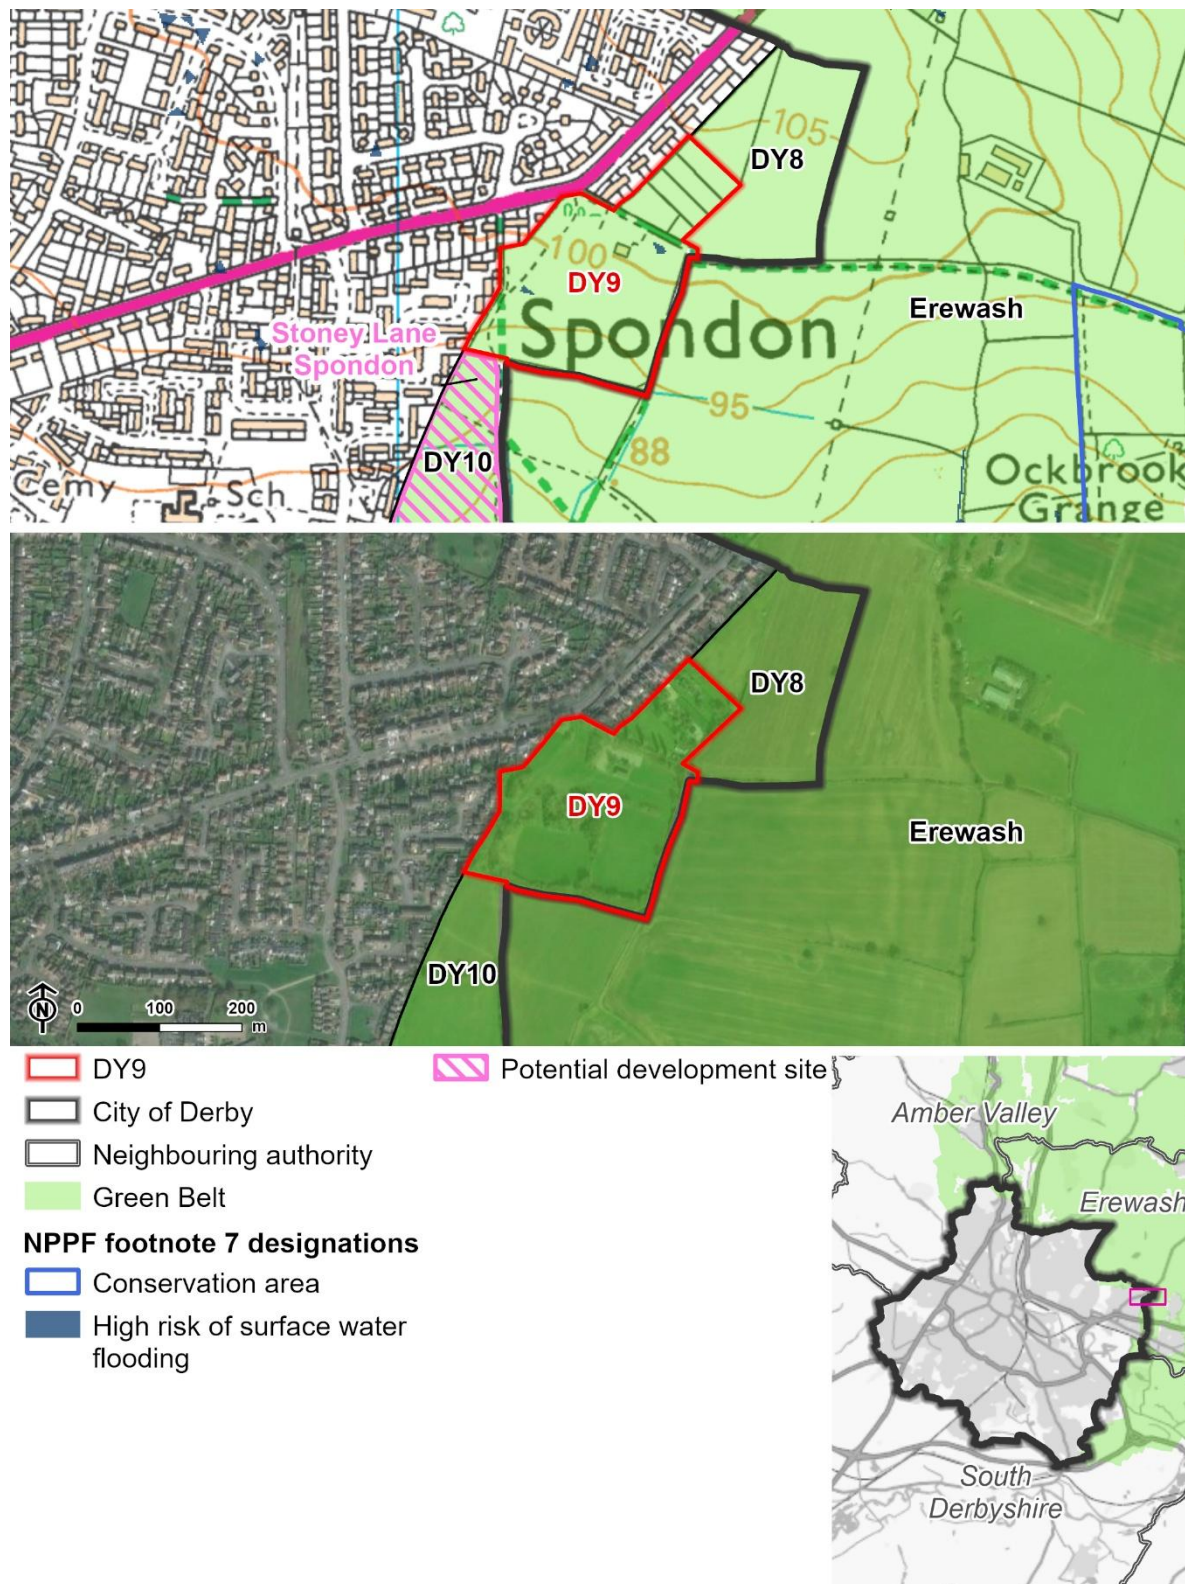 105
DY8
100
DY9
Spondon
Erewash
Stoney Lane
Spondon
95
88
DY10
Ockbrook
Grange
Cemy
Sch
DY8
DY9
Erewash
DY10
N
0 100 200
m
DY9
Potential development site
City of Derby
Neighbouring authority
Green Belt
NPPF footnote 7 designations
Conservation area
High risk of surface water
flooding
Amber Valley
Erewash
South
Derbyshire